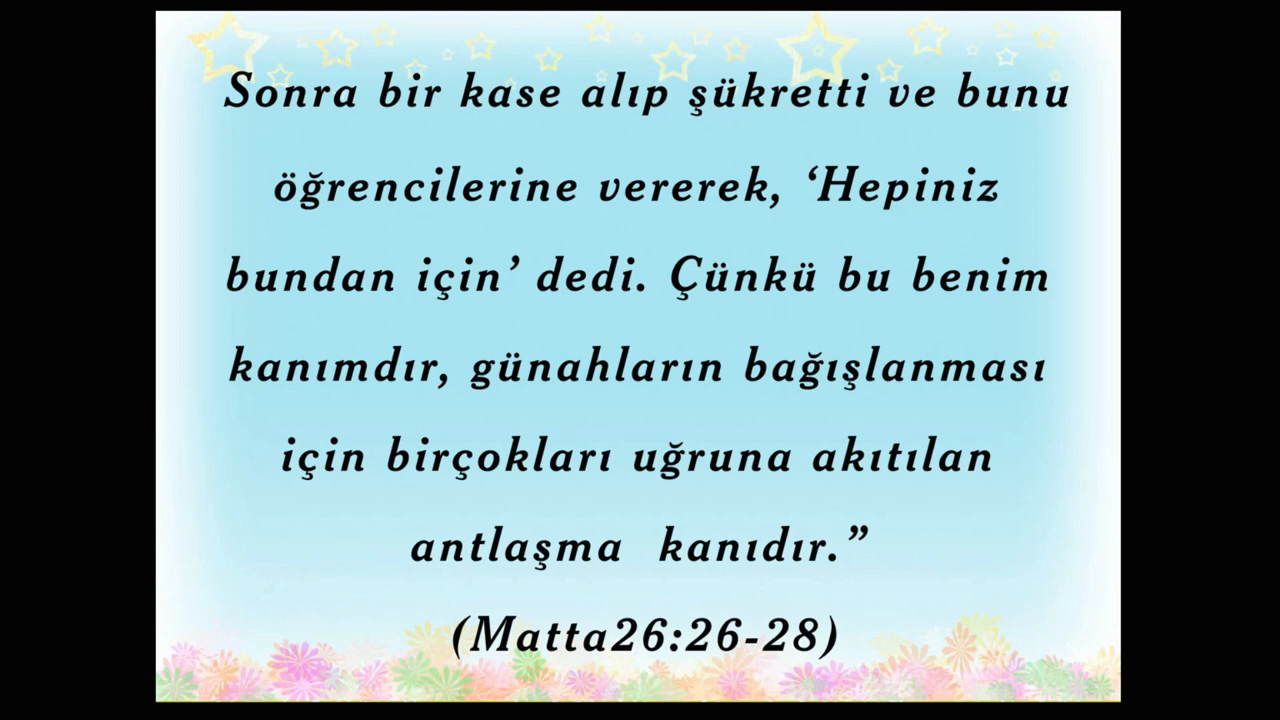 Sonra bir kase alıp şükretti ve bunu
öğrencilerine vererek, ‘Hepiniz
bundan için’ dedi. Çünkü bu benim
kanımdır, günahların bağışlanması
için birçokları uğruna akıtılan
antlaşma  kanıdır.”
(Matta26:26-28)